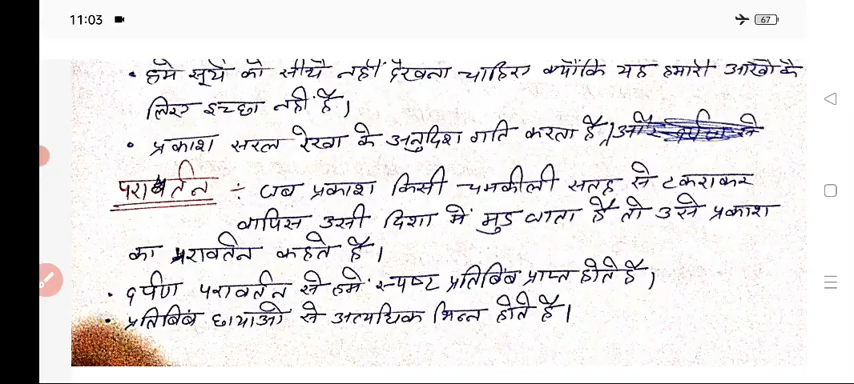 11:03
67
• हमे सूर्य को सीधे नहीं देखना चाहिए क्योंकि यह हमारी आखो के
लिए इच्छा नहीं है।
• प्रकाश सरल रेखा के अनुदिश गति करता है।
परावर्तन ÷ जब प्रकाश किसी चमकीली सतह से टकराकर
वापिस उसी दिशा में मुड जाता है तो उसे प्रकाश
का परावर्तन कहते है।
• दर्पण परावर्तन से हमे स्पष्ट प्रतिबिंब प्राप्त होते है।
• प्रतिबिंब छायाओं से अत्यधिक भिन्न होते है।